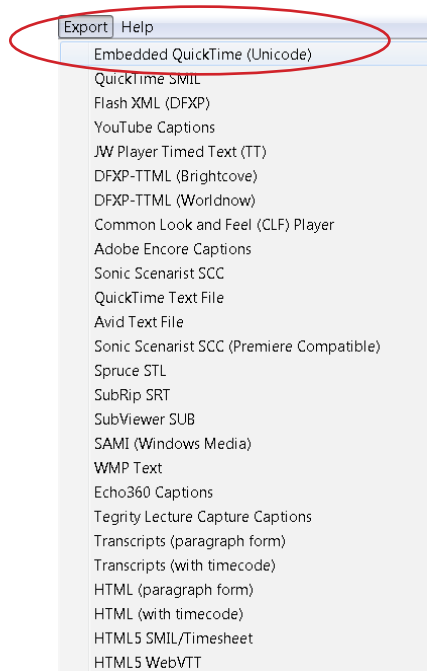 Export Help
Embedded QuickTime (Unicode)
QuickTime SMIL
Flash XML (DFXP)
YouTube Captions
JW Player Timed Text (TT)
DFXP-TTML (Brightcove)
DFXP-TTML (Worldnow)
Common Look and Feel (CLF) Player
Adobe Encore Captions
Sonic Scenarist SCC
QuickTime Text File
Avid Text File
Sonic Scenarist SCC (Premiere Compatible)
Spruce STL
SubRip SRT
SubViewer SUB
SAMI (Windows Media)
WMP Text
Echo360 Captions
Tegrity Lecture Capture Captions
Transcripts (paragraph form)
Transcripts (with timecode)
HTML (paragraph form)
HTML (with timecode)
HTML5 SMIL/Timesheet
HTML5 WebVTT